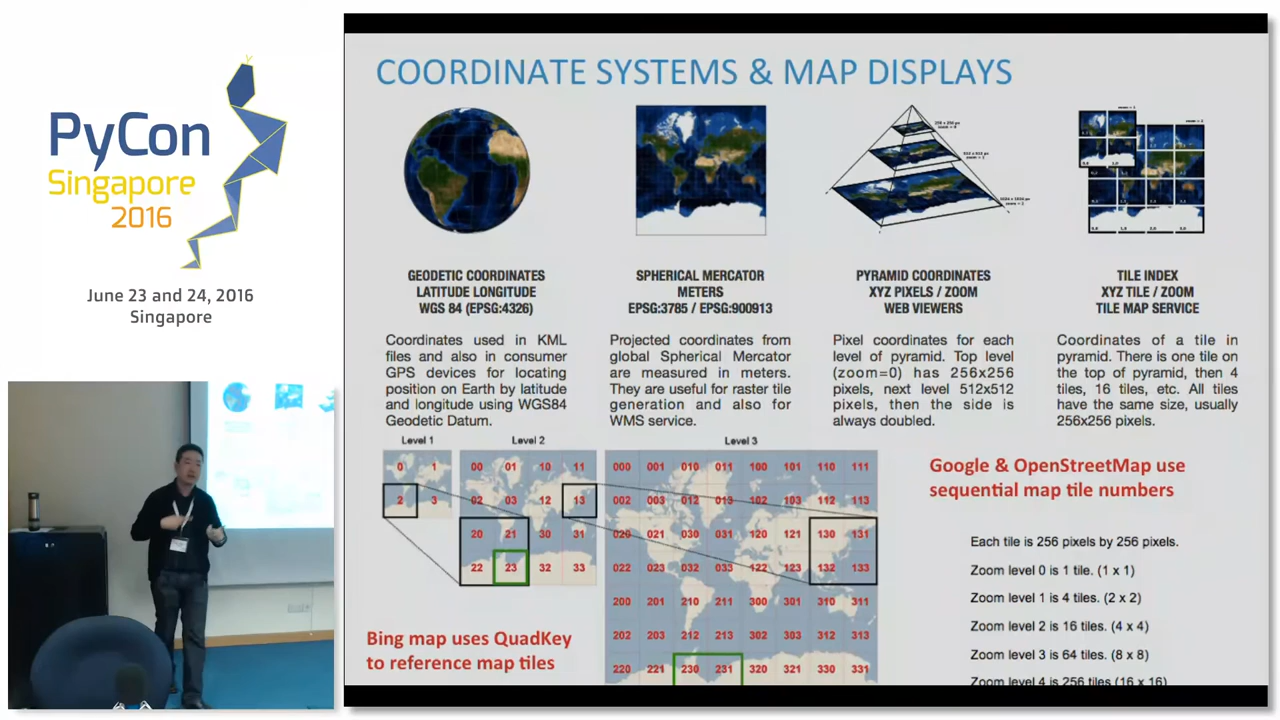 PyCon
Singapore
2016
June 23 and 24, 2016
Singapore
COORDINATE SYSTEMS & MAP DISPLAYS
GEODETIC COORDINATES
LATITUDE LONGITUDE
WGS 84 (EPSG:4326)
Coordinates used in KML
files and also in consumer
GPS devices for locating
position on Earth by latitude
and longitude using WGS84
Geodetic Datum.
SPHERICAL MERCATOR
METERS
EPSG:3785 / EPSG:900913
Projected coordinates from
global Spherical Mercator
are measured in meters.
They are useful for raster tile
generation and also for
WMS service.
PYRAMID COORDINATES
XYZ PIXELS / ZOOM
WEB VIEWERS
Pixel coordinates for each
level of pyramid. Top level
(zoom=0) has 256x256
pixels, next level 512x512
pixels, then the side is
always doubled.
TILE INDEX
XYZ TILE / ZOOM
TILE MAP SERVICE
Coordinates of a tile in
pyramid. There is one tile on
the top of pyramid, then 4
tiles, 16 tiles, etc. All tiles
have the same size, usually
256x256 pixels.
Level 1
0 1
2 3
Level 2
00 01 10 11
02 03 12 13
20 21 30 31
22 23 32 33
Level 3
000 001 010 011 100 101 110 111
002 003 012 013 102 103 112 113
020 021 030 031 120 121 130 131
022 023 032 033 122 123 132 133
200 201 210 211 300 301 310 311
202 203 212 213 302 303 312 313
220 221 230 231 320 321 330 331
Bing map uses QuadKey
to reference map tiles
Google & OpenStreetMap use
sequential map tile numbers
Each tile is 256 pixels by 256 pixels.
Zoom level 0 is 1 tile. (1 x 1)
Zoom level 1 is 4 tiles. (2 x 2)
Zoom level 2 is 16 tiles. (4 x 4)
Zoom level 3 is 64 tiles. (8 x 8)
Zoom level 4 is 256 tiles (16 x 16)